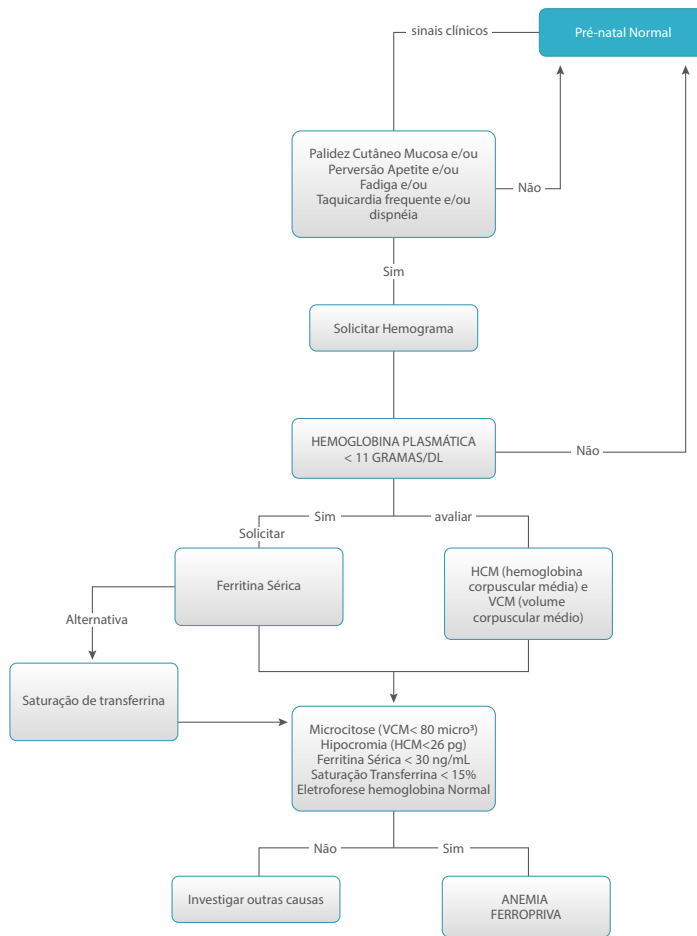 sinais clínicos
Pré-natal Normal
Palidez Cutâneo Mucosa e/ou
Perversão Apetite e/ou
Fadiga e/ou
Taquicardia frequente e/ou
dispnéia
Não
Sim
Solicitar Hemograma
HEMOGLOBINA PLASMÁTICA
< 11 GRAMAS/DL
Não
Sim
avaliar
Solicitar
Ferritina Sérica
HCM (hemoglobina
corpuscular média) e
VCM (volume
corpuscular médio)
Alternativa
Saturação de transferrina
Microcitose (VCM< 80 micro³)
Hipocromia (HCM<26 pg)
Ferritina Sérica < 30 ng/mL
Saturação Transferrina < 15%
Eletroforese hemoglobina Normal
Não
Sim
Investigar outras causas
ANEMIA
FERROPRIVA